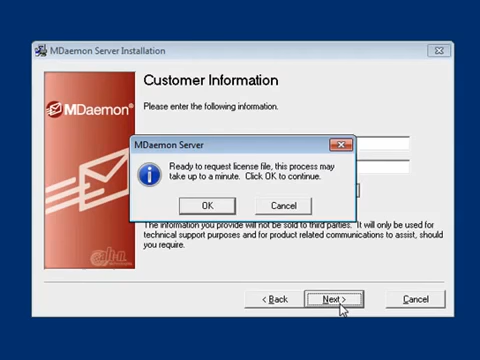 MDaemon Server Installation
Customer Information
MDaemon®
Please enter the following information.
MDaemon Server
Ready to request license file, this process may
take up to a minute. Click OK to continue.
OK
Cancel
The information you provide will not be sold to third parties. It will only be used for
technical support purposes and for product related communications to assist, should
you require.
alt-n
< Back
Next >
Cancel